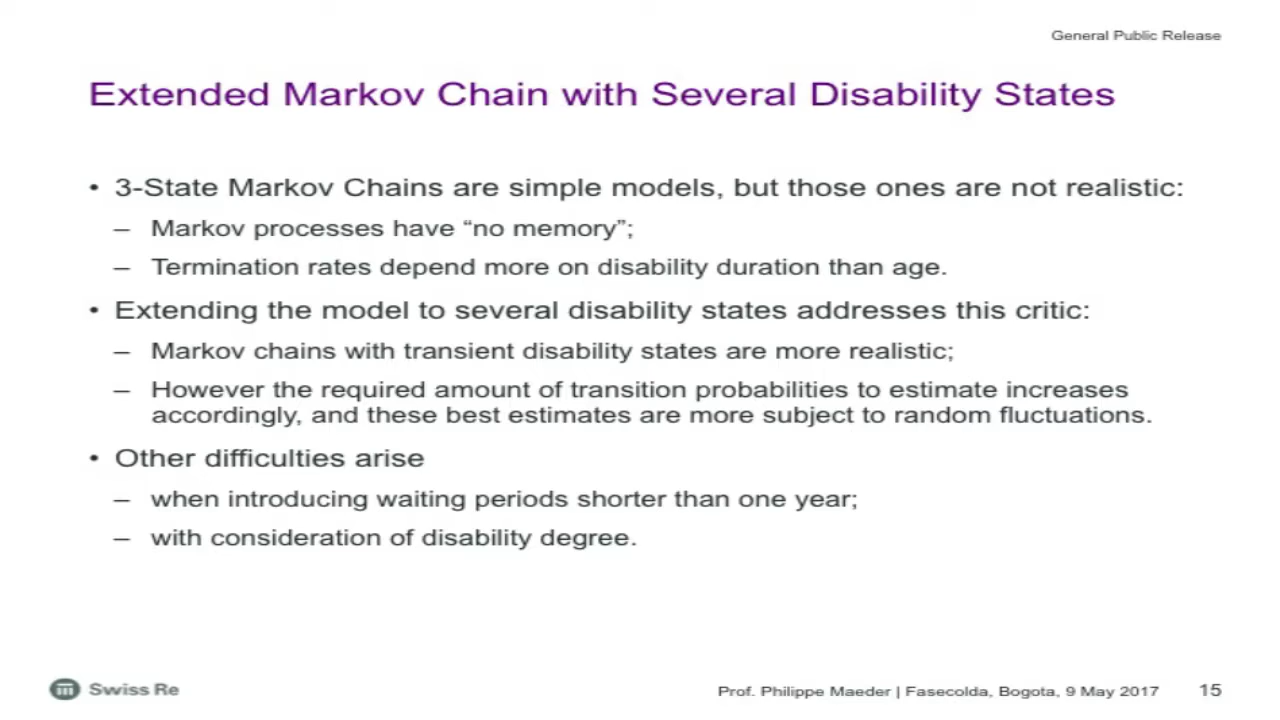 General Public Release
Extended Markov Chain with Several Disability States
• 3-State Markov Chains are simple models, but those ones are not realistic:
– Markov processes have “no memory”;
– Termination rates depend more on disability duration than age.
• Extending the model to several disability states addresses this critic:
– Markov chains with transient disability states are more realistic;
– However the required amount of transition probabilities to estimate increases
accordingly, and these best estimates are more subject to random fluctuations.
• Other difficulties arise
– when introducing waiting periods shorter than one year;
– with consideration of disability degree.
Swiss Re
Prof. Philippe Maeder | Fasecolda, Bogota, 9 May 2017 15